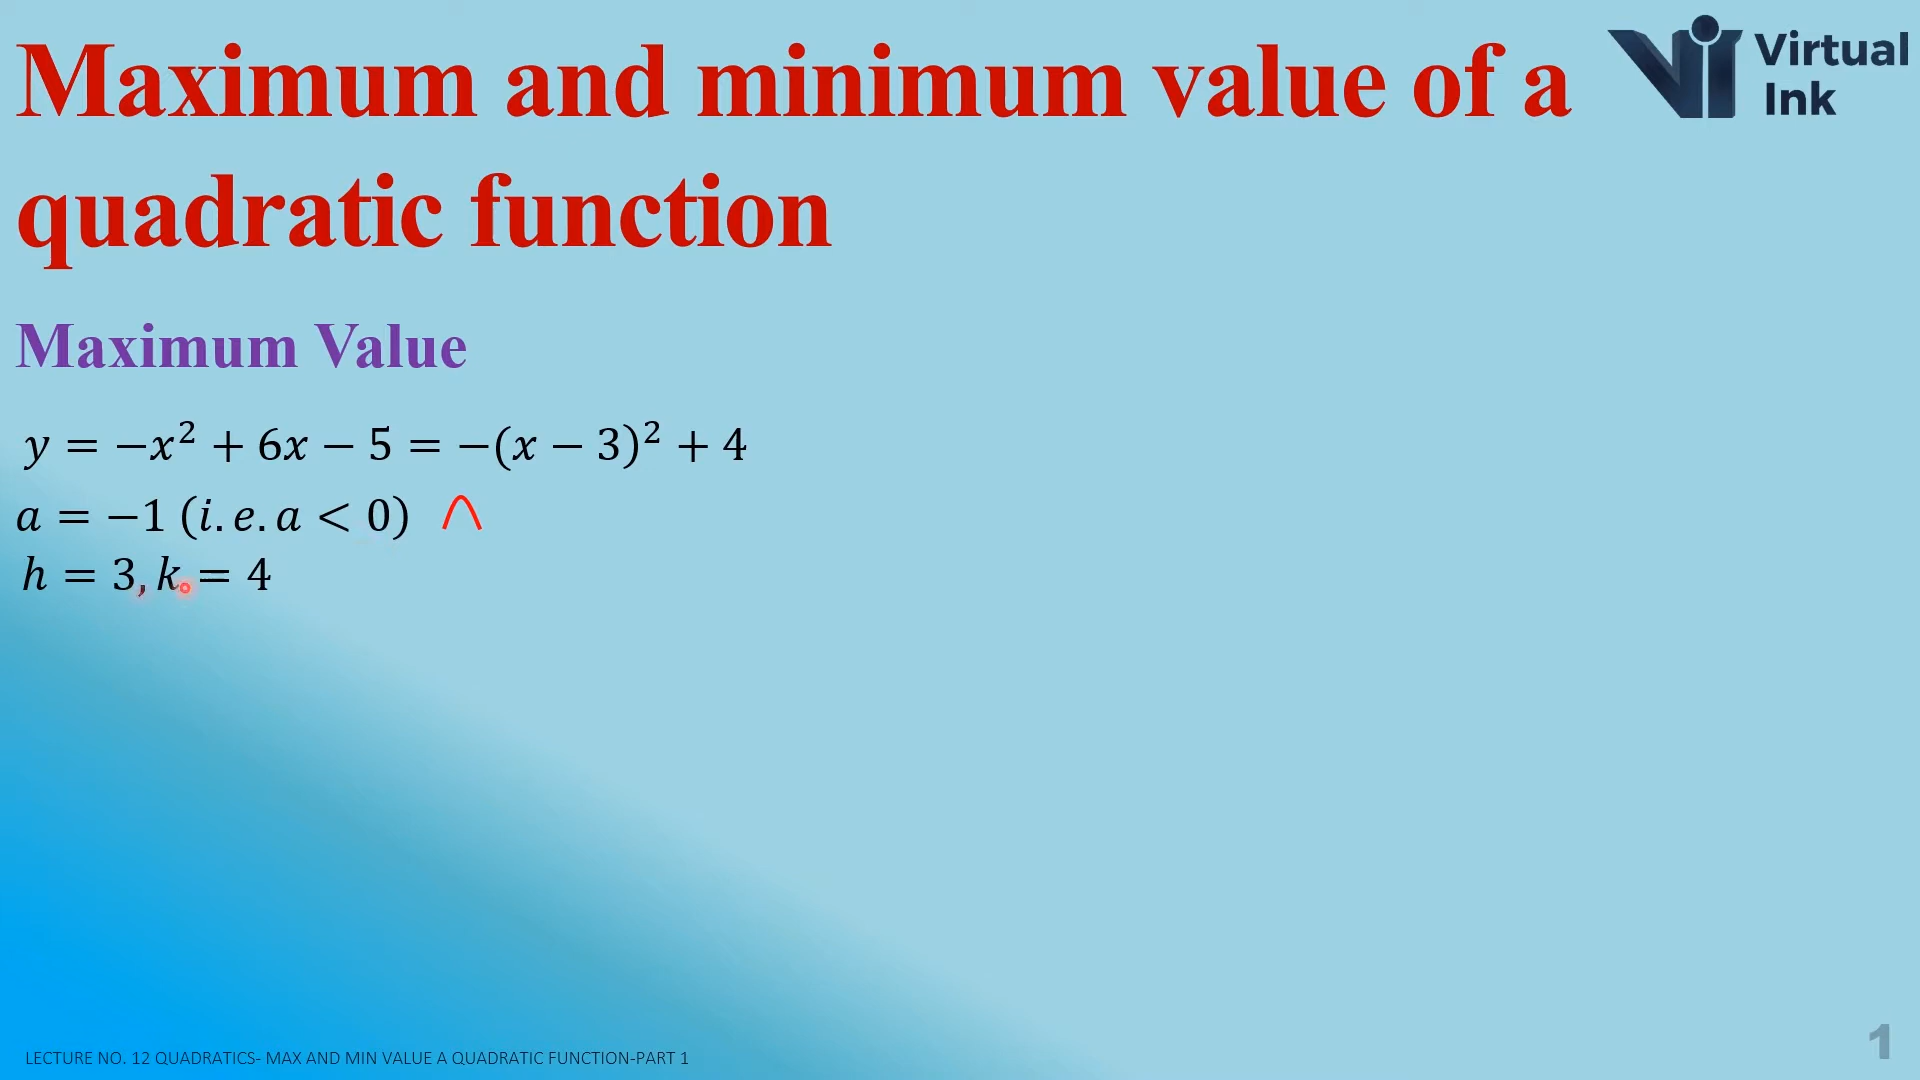 Maximum and minimum value of a
quadratic function
Virtual
Ink
Maximum Value
y = −x² + 6x − 5 = −(x − 3)² + 4
a = −1 (i.e. a < 0)
h = 3, k = 4
LECTURE NO. 12 QUADRATICS- MAX AND MIN VALUE A QUADRATIC FUNCTION-PART 1
1